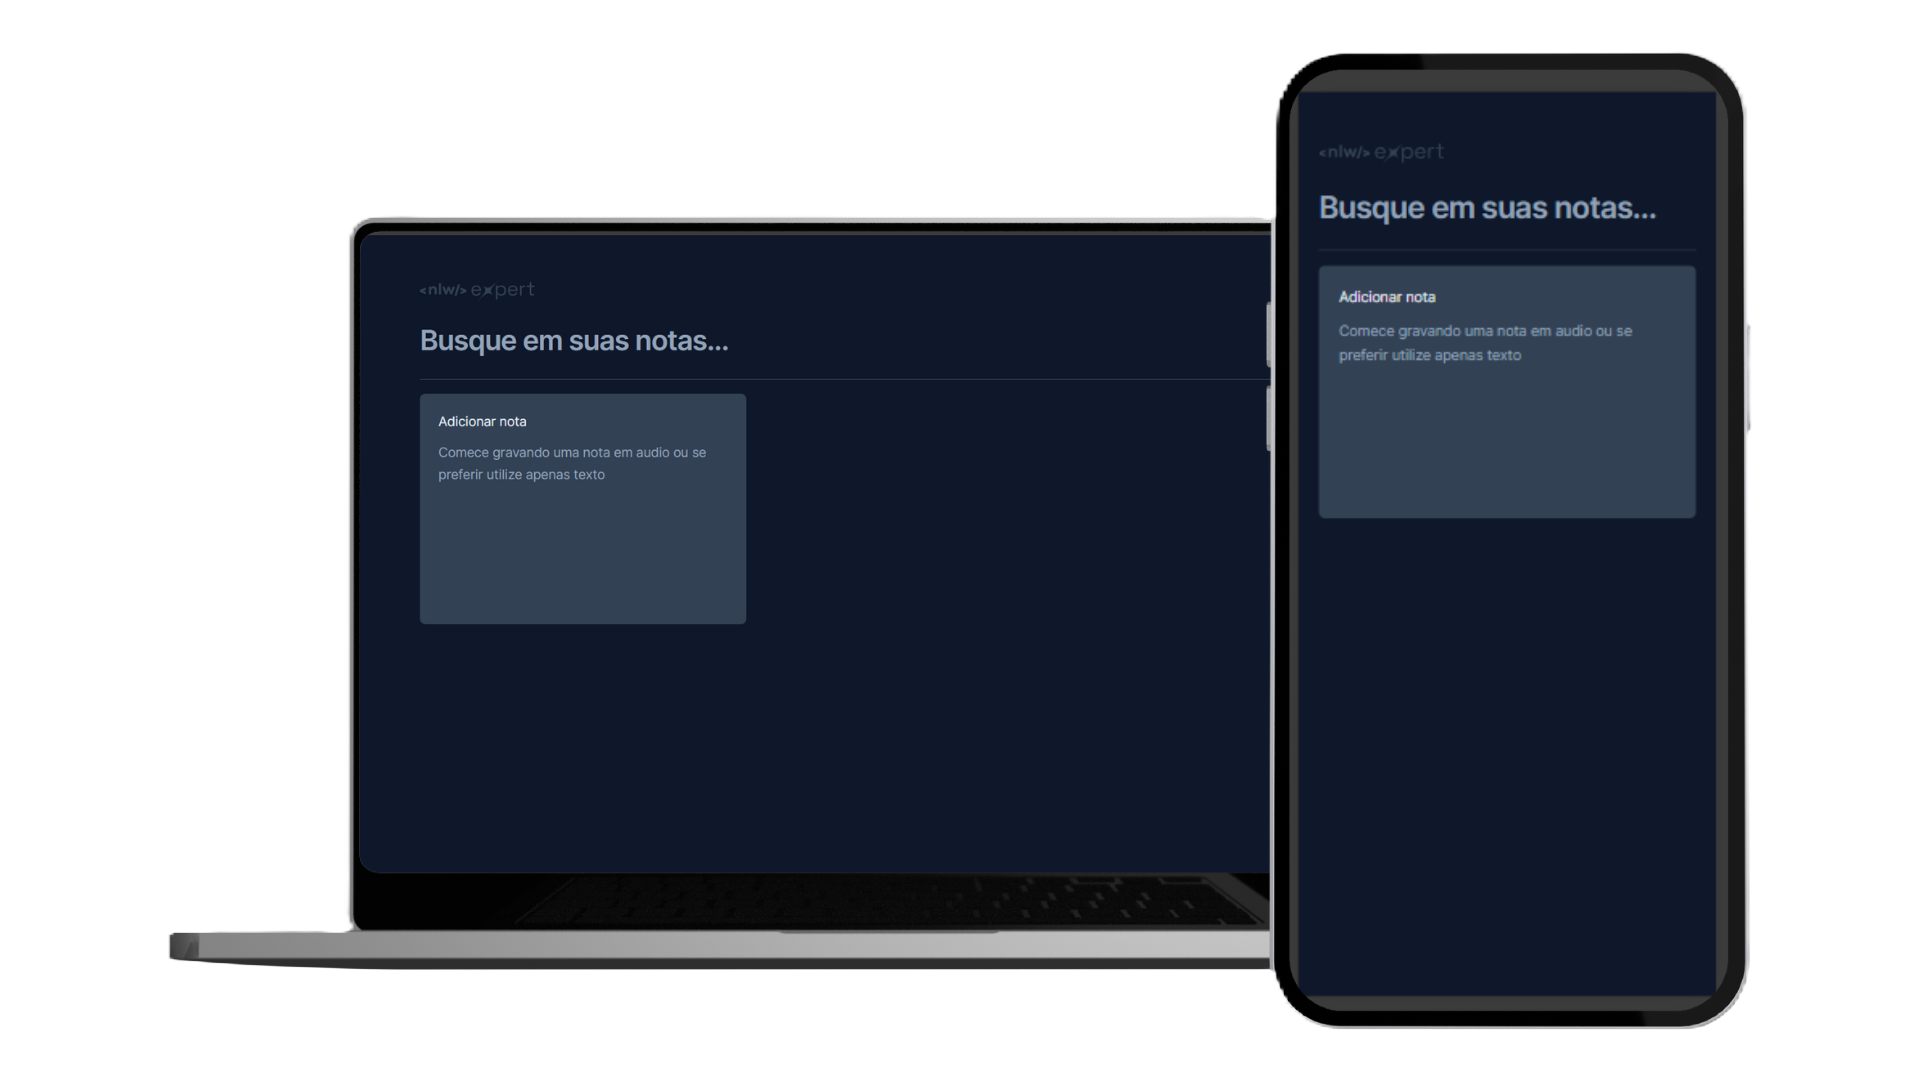 <nlw/> expert
Busque em suas notas...
Adicionar nota
Comece gravando uma nota em audio ou se
preferir utilize apenas texto
<nlw/> expert
Busque em suas notas...
Adicionar nota
Comece gravando uma nota em audio ou se
preferir utilize apenas texto